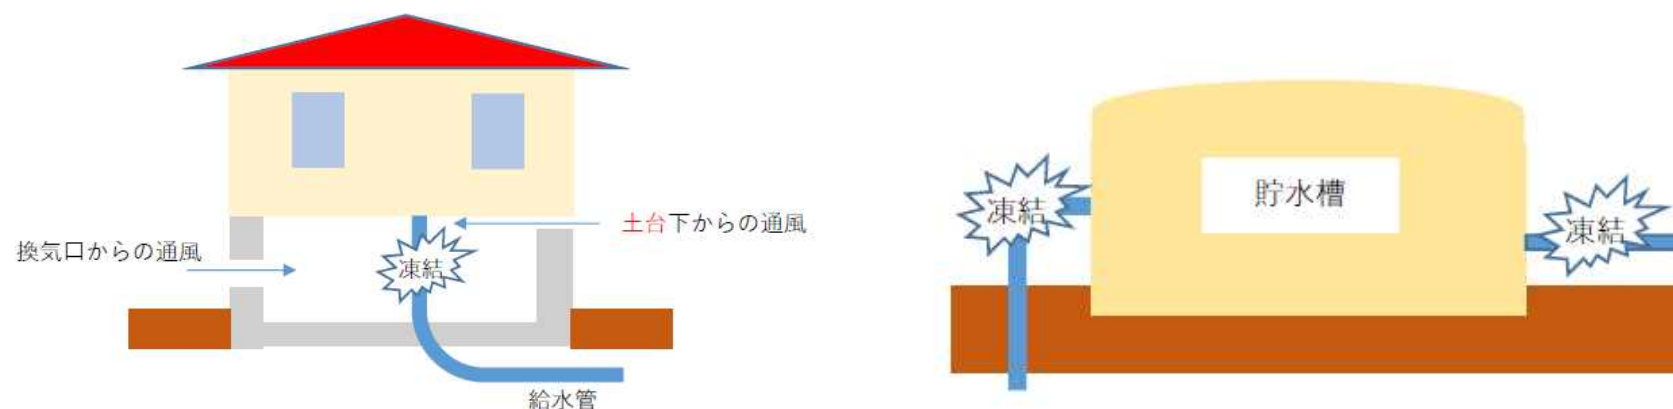 土台下からの通風
換気口からの通風
凍結
給水管
貯水槽
凍結
凍結